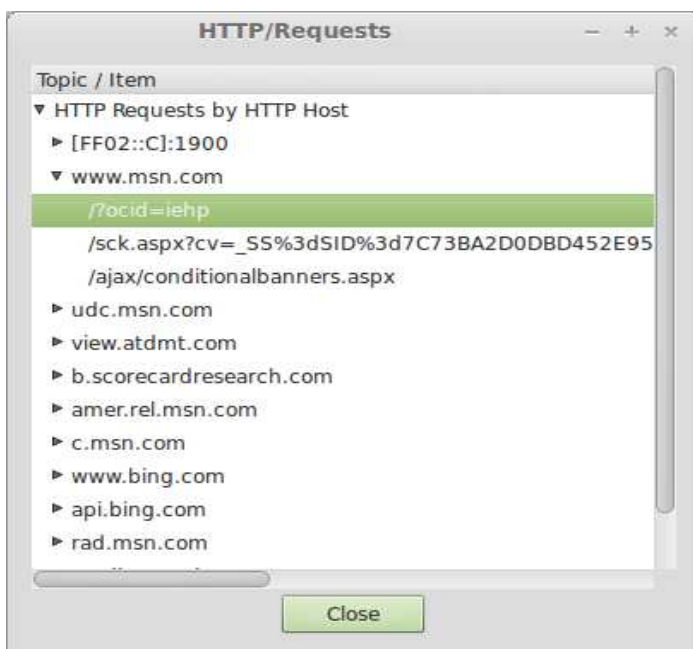 HTTP/Requests
Topic / Item
HTTP Requests by HTTP Host
[FF02::C]:1900
www.msn.com
/?ocid=iehp
/sck.aspx?cv=_SS%3dSID%3d7C73BA2D0DBD452E95
/ajax/conditionalbanners.aspx
udc.msn.com
view.atdmt.com
b.scorecardresearch.com
amer.rel.msn.com
c.msn.com
www.bing.com
api.bing.com
rad.msn.com
Close